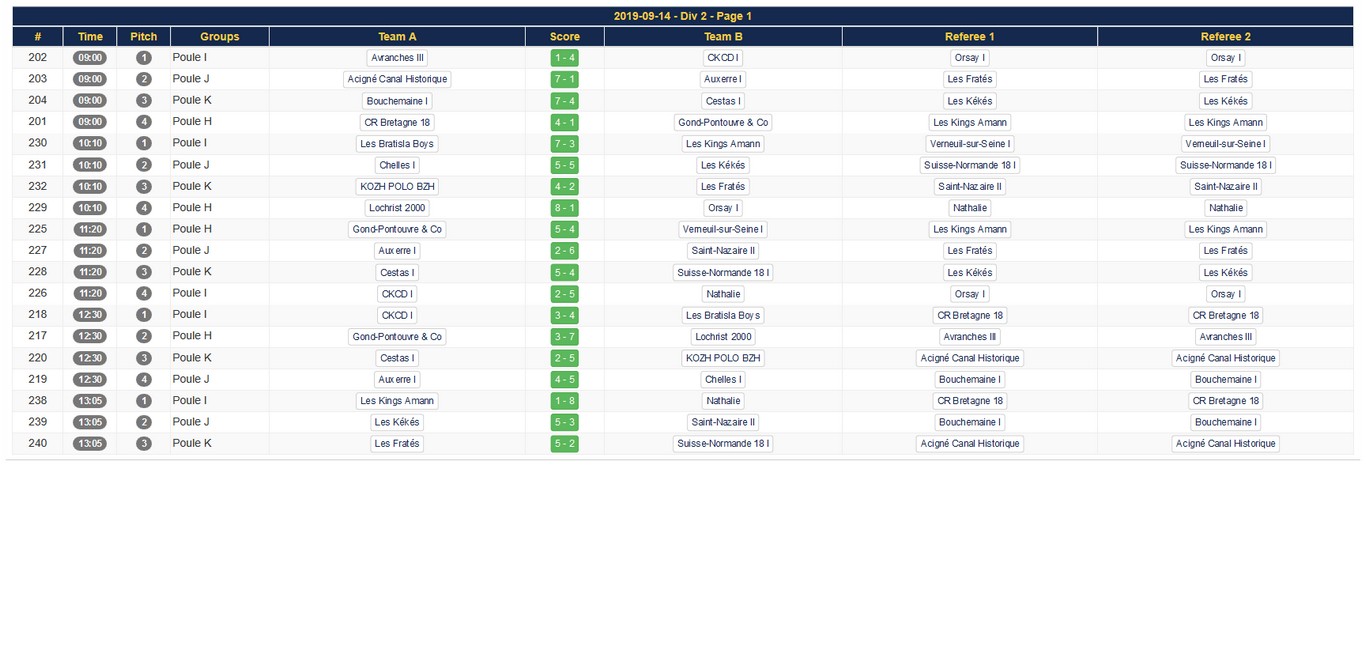 2019-09-14 - Div 2 - Page 1
# Time Pitch Groups Team A Score Team B Referee 1 Referee 2
202 09:00 1 Poule I Avranches III 1 - 4 CKCD I Orsay I Orsay I
203 09:00 2 Poule J Acigné Canal Historique 7 - 1 Auxerre I Les Fratés Les Fratés
204 09:00 3 Poule K Bouchemaine I 7 - 4 Cestas I Les Kékés Les Kékés
201 09:00 4 Poule H CR Bretagne 18 4 - 1 Gond-Pontouvre & Co Les Kings Amann Les Kings Amann
230 10:10 1 Poule I Les Bratisla Boys 7 - 3 Les Kings Amann Verneuil-sur-Seine I Verneuil-sur-Seine I
231 10:10 2 Poule J Chelles I 5 - 5 Les Kékés Suisse-Normande 18 I Suisse-Normande 18 I
232 10:10 3 Poule K KOZH POLO BZH 4 - 2 Les Fratés Saint-Nazaire II Saint-Nazaire II
229 10:10 4 Poule H Lochrist 2000 8 - 1 Orsay I Nathalie Nathalie
225 11:20 1 Poule H Gond-Pontouvre & Co 5 - 4 Verneuil-sur-Seine I Les Kings Amann Les Kings Amann
227 11:20 2 Poule J Auxerre I 2 - 6 Saint-Nazaire II Les Fratés Les Fratés
228 11:20 3 Poule K Cestas I 5 - 4 Suisse-Normande 18 I Les Kékés Les Kékés
226 11:20 4 Poule I CKCD I 2 - 5 Nathalie Orsay I Orsay I
218 12:30 1 Poule I CKCD I 3 - 4 Les Bratisla Boys CR Bretagne 18 CR Bretagne 18
217 12:30 2 Poule H Gond-Pontouvre & Co 3 - 7 Lochrist 2000 Avranches III Avranches III
220 12:30 3 Poule K Cestas I 2 - 5 KOZH POLO BZH Acigné Canal Historique Acigné Canal Historique
219 12:30 4 Poule J Auxerre I 4 - 5 Chelles I Bouchemaine I Bouchemaine I
238 13:05 1 Poule I Les Kings Amann 1 - 8 Nathalie CR Bretagne 18 CR Bretagne 18
239 13:05 2 Poule J Les Kékés 5 - 3 Saint-Nazaire II Bouchemaine I Bouchemaine I
240 13:05 3 Poule K Les Fratés 5 - 2 Suisse-Normande 18 I Acigné Canal Historique Acigné Canal Historique